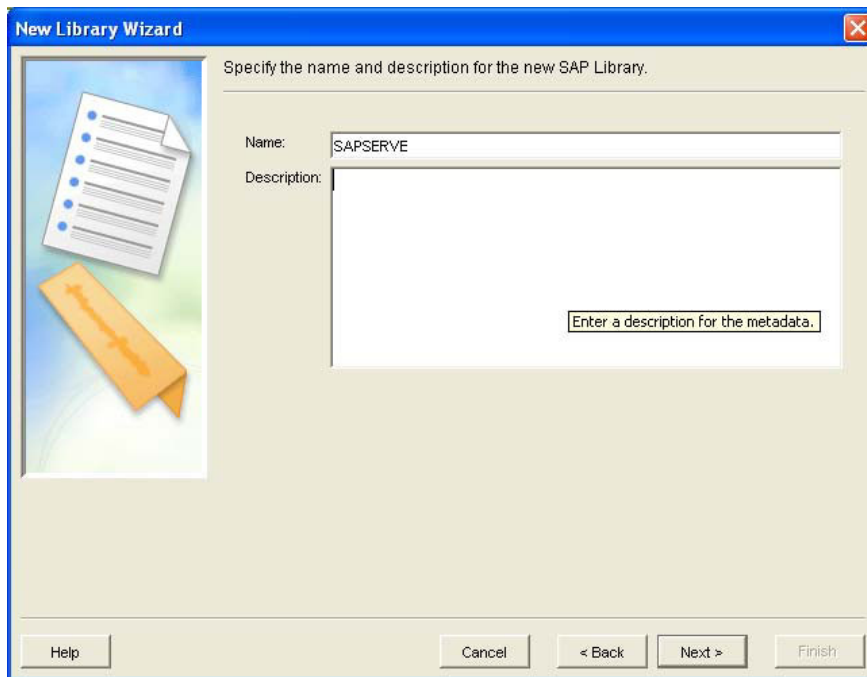 New Library Wizard
Specify the name and description for the new SAP Library.
Name: SAPSERVE
Description:
Enter a description for the metadata.
Help Cancel < Back Next > Finish